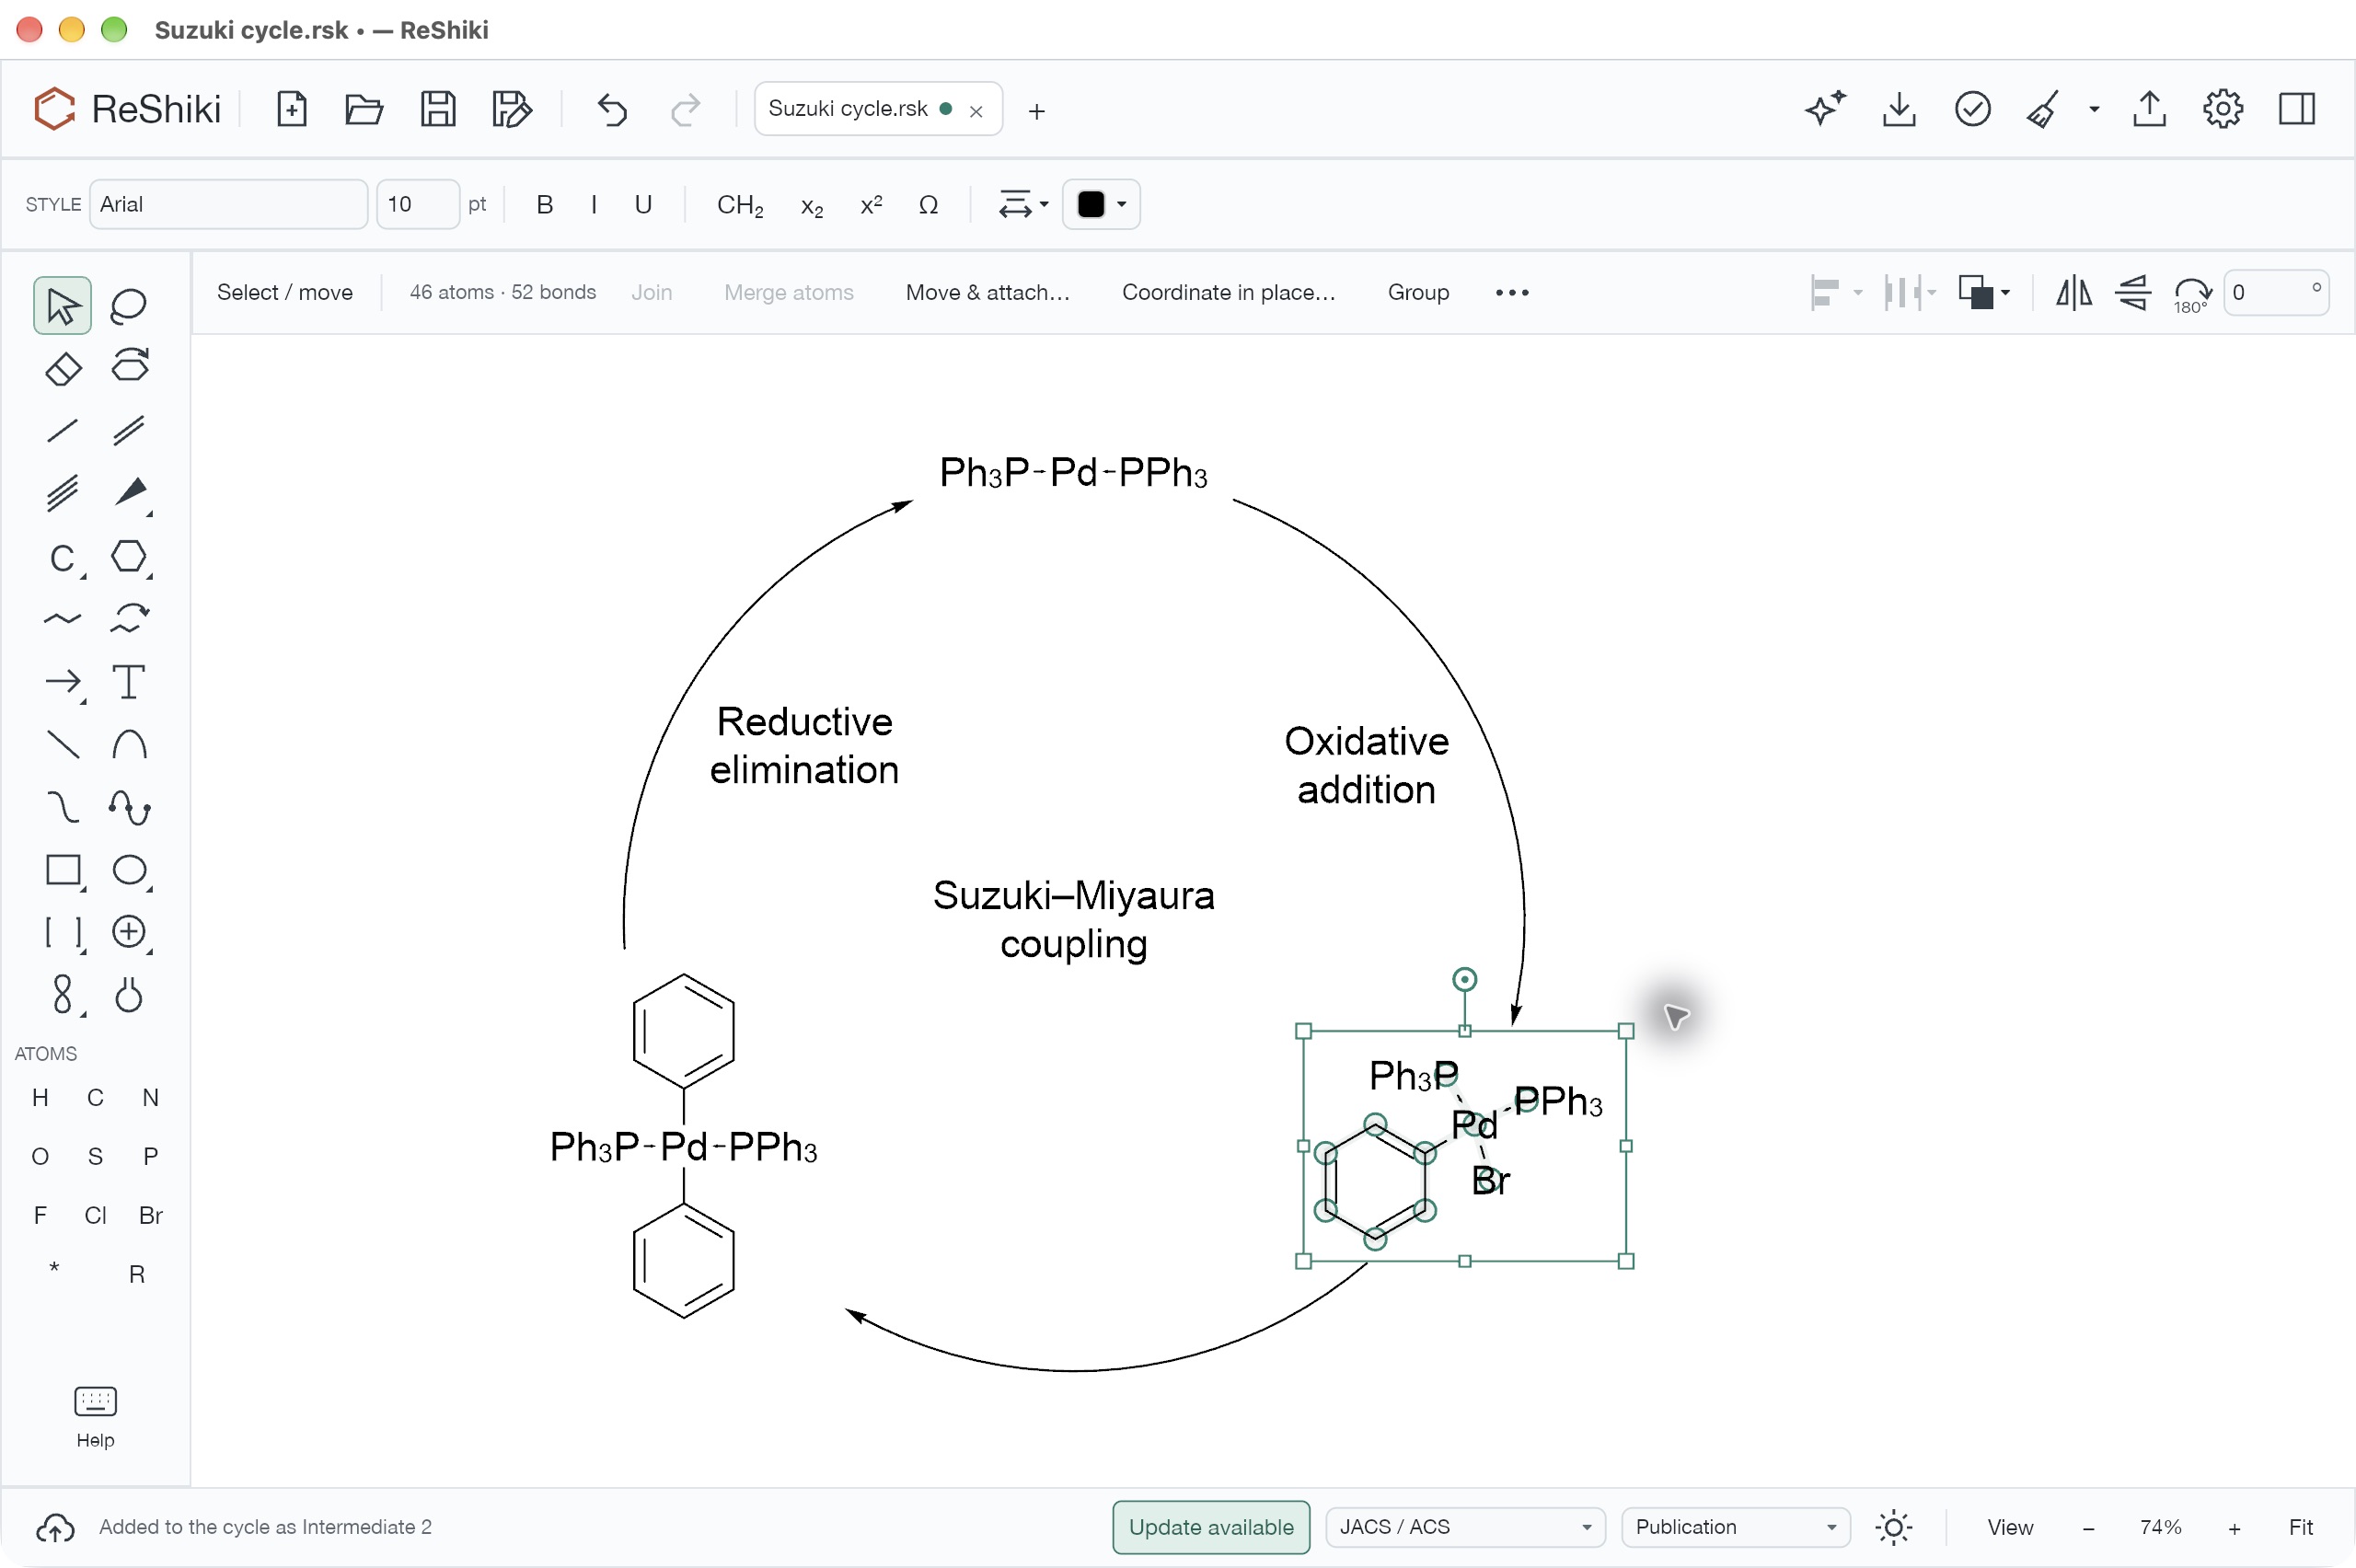 Suzuki cycle.rsk • — ReShiki
ReShiki
Suzuki cycle.rsk
STYLE Arial 10 pt B I U CH₂ x₂ x² Ω
Select / move 46 atoms · 52 bonds Join Merge atoms Move & attach... Coordinate in place... Group 180° 0 °
C
T
ATOMS
H C N
O S P
F Cl Br
* R
Help
Ph₃P Pd PPh₃
Reductive
elimination
Oxidative
addition
Suzuki–Miyaura
coupling
Ph₃P Pd PPh₃
Ph₃P
PPh₃
Pd
Br
Added to the cycle as Intermediate 2 Update available JACS / ACS Publication View – 74% + Fit